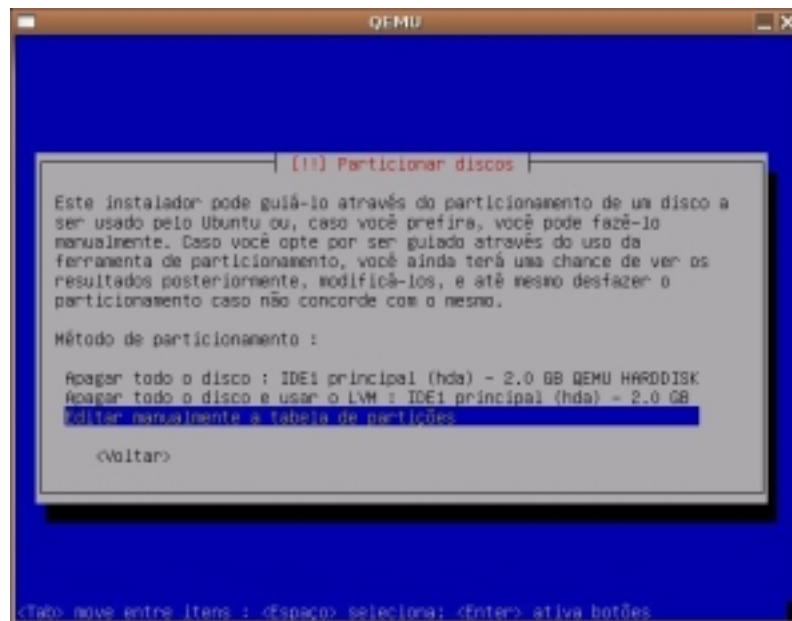 QEMU
[!!] Particionar discos
Este instalador pode guiá-lo através do particionamento de um disco a
ser usado pelo Ubuntu ou, caso você prefira, você pode fazê-lo
manualmente. Caso você opte por ser guiado através do uso da
ferramenta de particionamento, você ainda terá uma chance de ver os
resultados posteriormente, modificá-los, e até mesmo desfazer o
particionamento caso não concorde com o mesmo.
Método de particionamento :
Apagar todo o disco : IDE1 principal (hda) - 2.0 GB QEMU HARDDISK
Apagar todo o disco e usar o LVM : IDE1 principal (hda) - 2.0 GB
Editar manualmente a tabela de partições
<Voltar>
<Tab> move entre itens : <Espaço> seleciona; <Enter> ativa botões